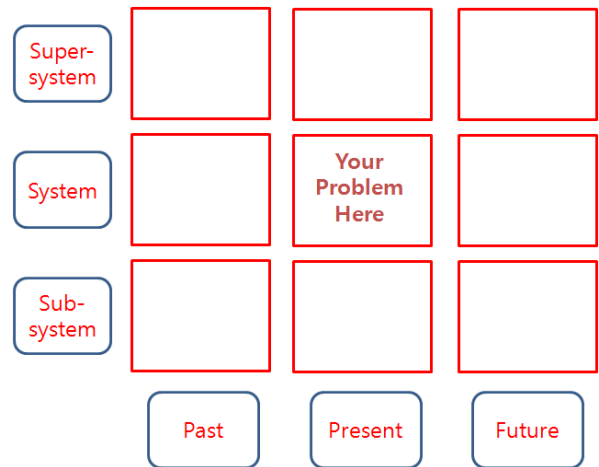 Super-
system
System
Your
Problem
Here
Sub-
system
Past
Present
Future